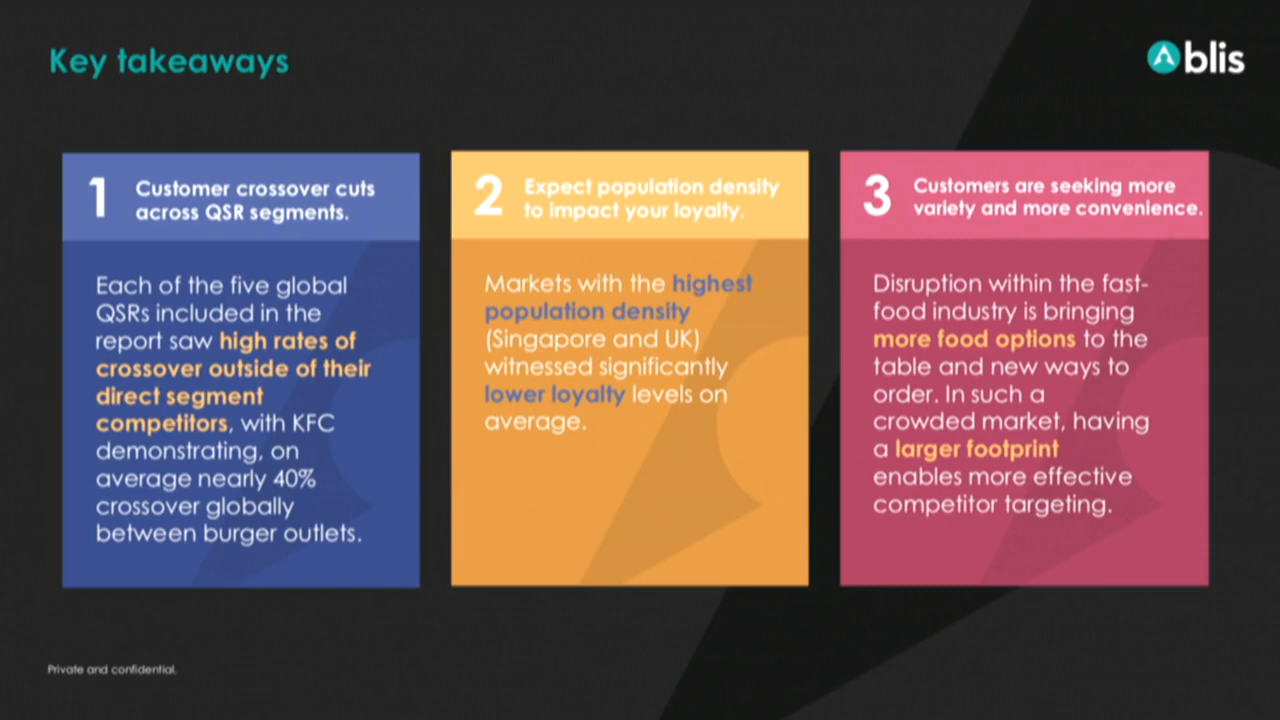 Key takeaways
blis
1
Customer crossover cuts
across QSR segments.
Each of the five global
QSRs included in the
report saw high rates of
crossover outside of their
direct segment
competitors, with KFC
demonstrating, on
average nearly 40%
crossover globally
between burger outlets.
2
Expect population density
to impact your loyalty.
Markets with the highest
population density
(Singapore and UK)
witnessed significantly
lower loyalty levels on
average.
3
Customers are seeking more
variety and more convenience.
Disruption within the fast-
food industry is bringing
more food options to the
table and new ways to
order. In such a
crowded market, having
a larger footprint
enables more effective
competitor targeting.
Private and confidential.